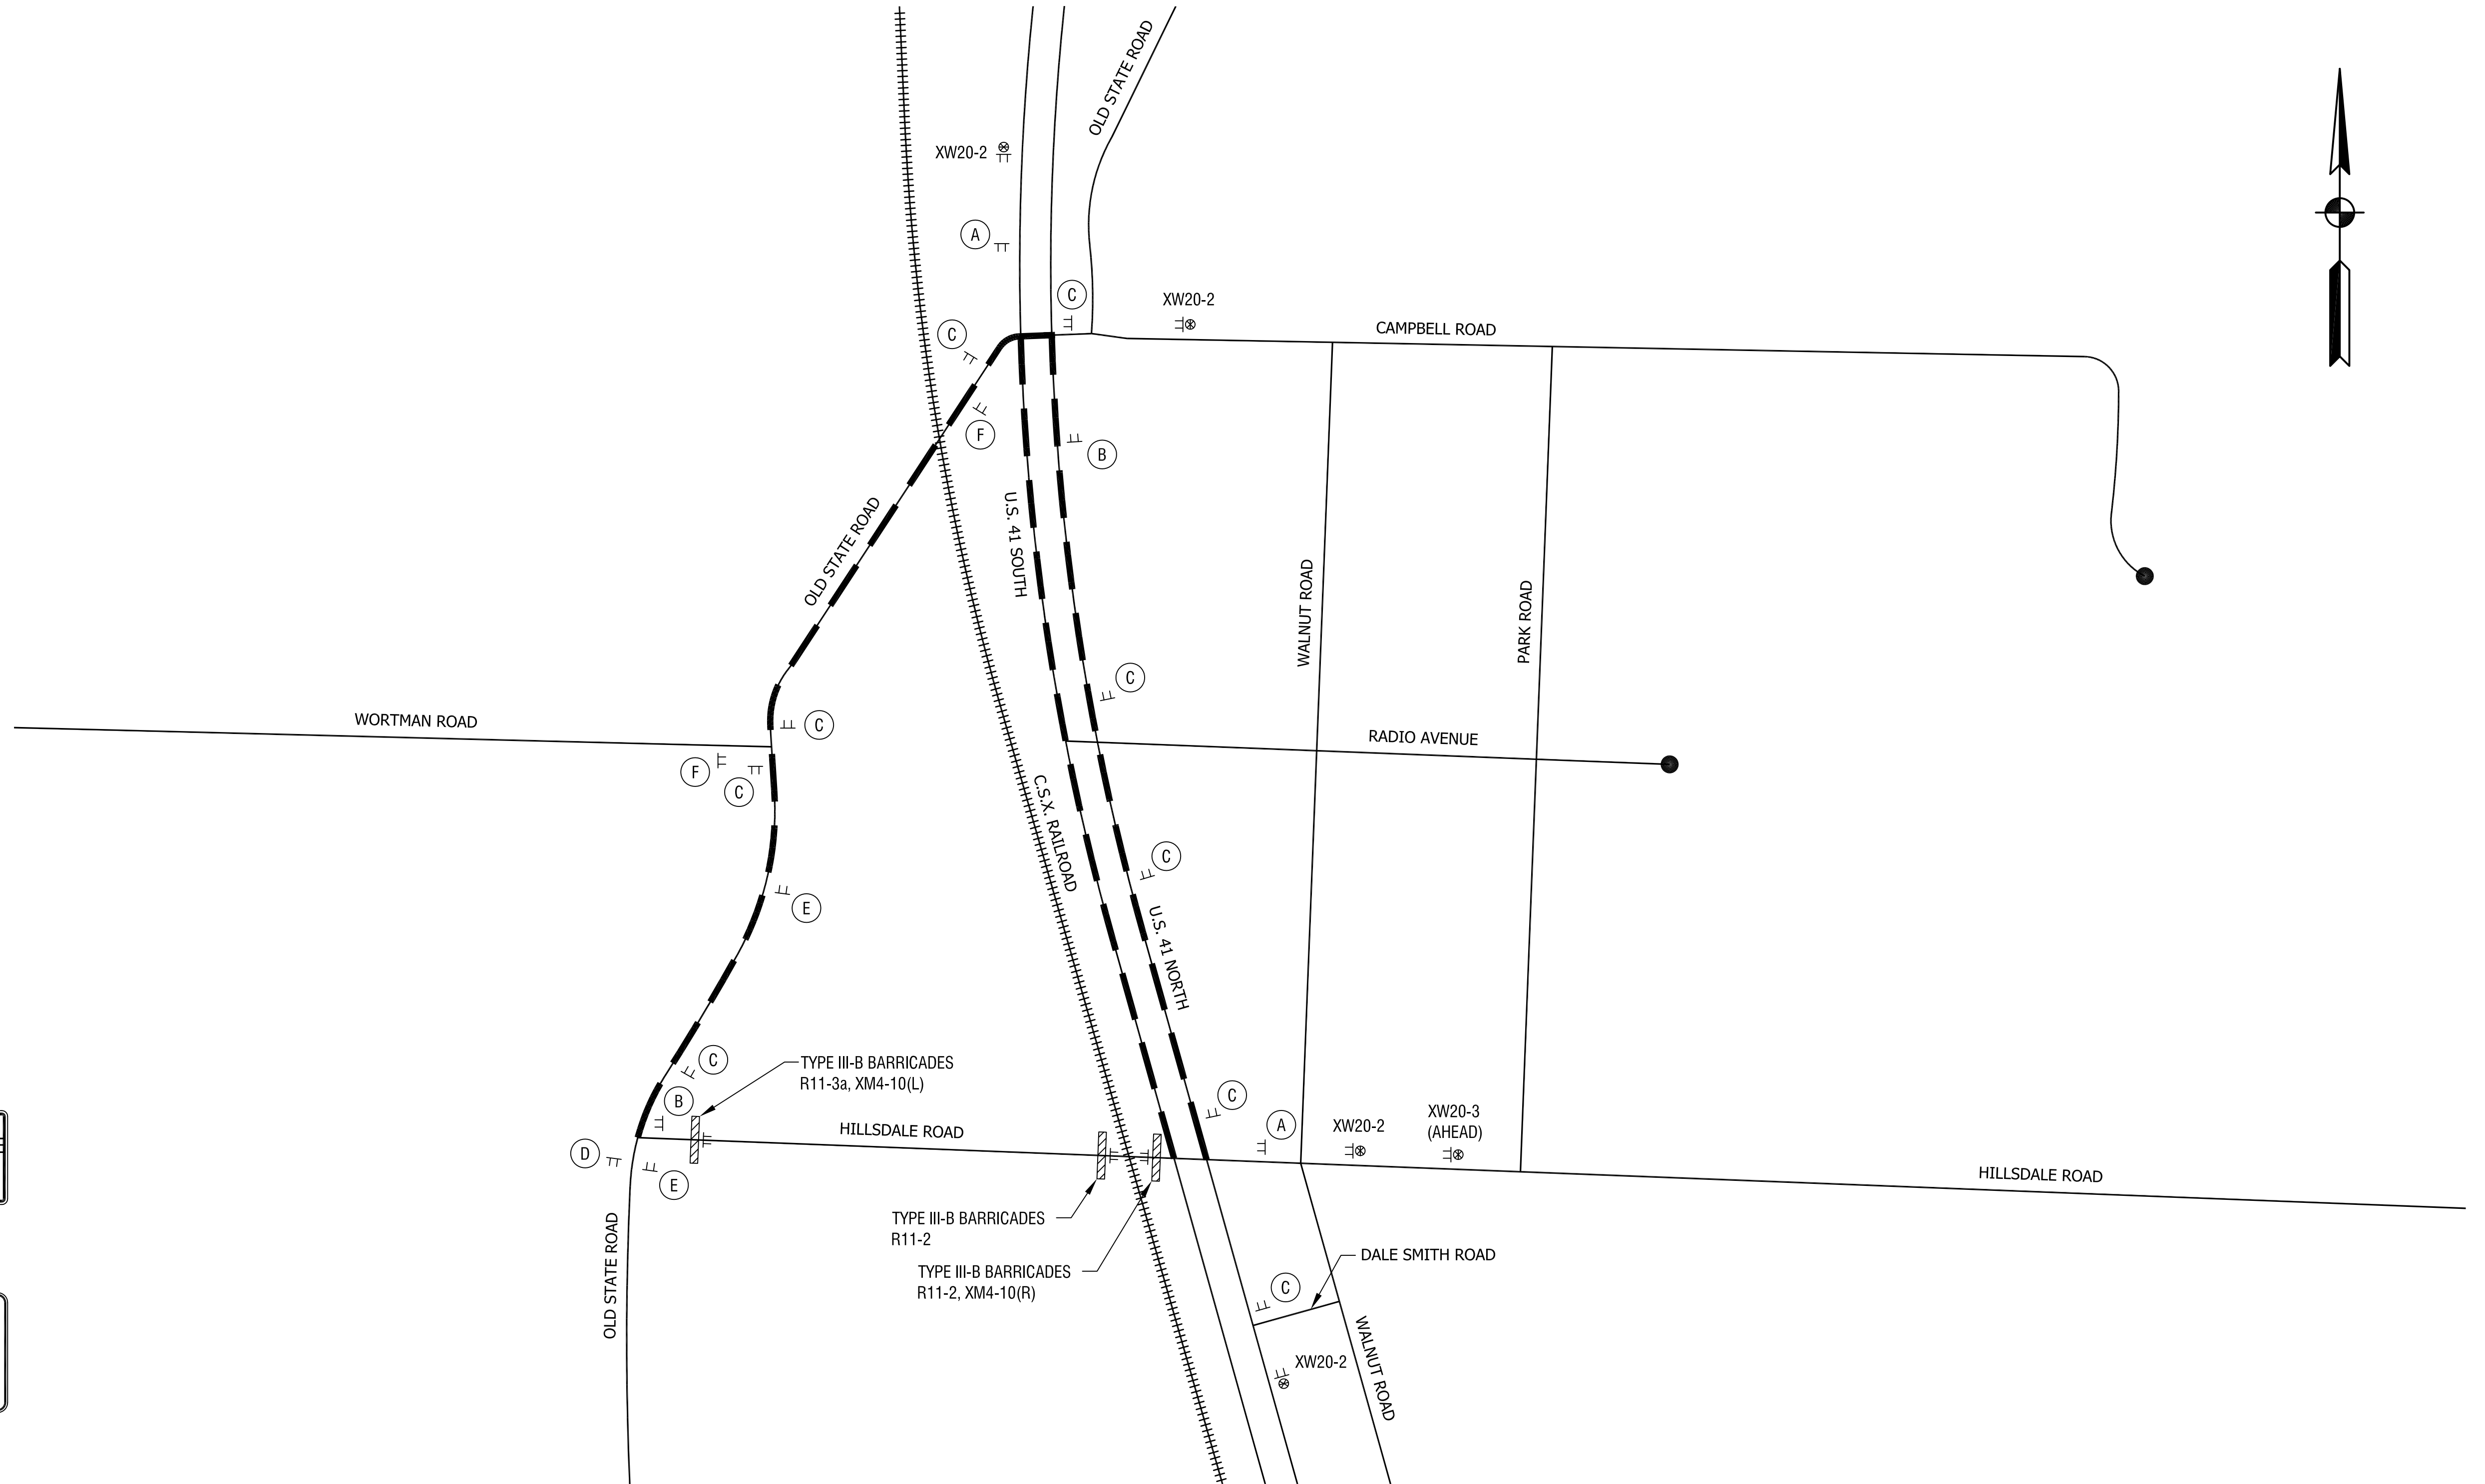 OLD STATE ROAD
XW20-2
A
C
XW20-2
C
CAMPBELL ROAD
F
B
U.S. 41 SOUTH
OLD STATE ROAD
WALNUT ROAD
PARK ROAD
C
WORTMAN ROAD
C
RADIO AVENUE
F
C
C.S.X. RAILROAD
C
E
U.S. 41 NORTH
C
TYPE III-B BARRICADES
R11-3a, XM4-10(L)
B
C
A
XW20-2
XW20-3
(AHEAD)
HILLSDALE ROAD
D
E
HILLSDALE ROAD
TYPE III-B BARRICADES
R11-2
OLD STATE ROAD
TYPE III-B BARRICADES
R11-2, XM4-10(R)
DALE SMITH ROAD
C
XW20-2
WALNUT ROAD